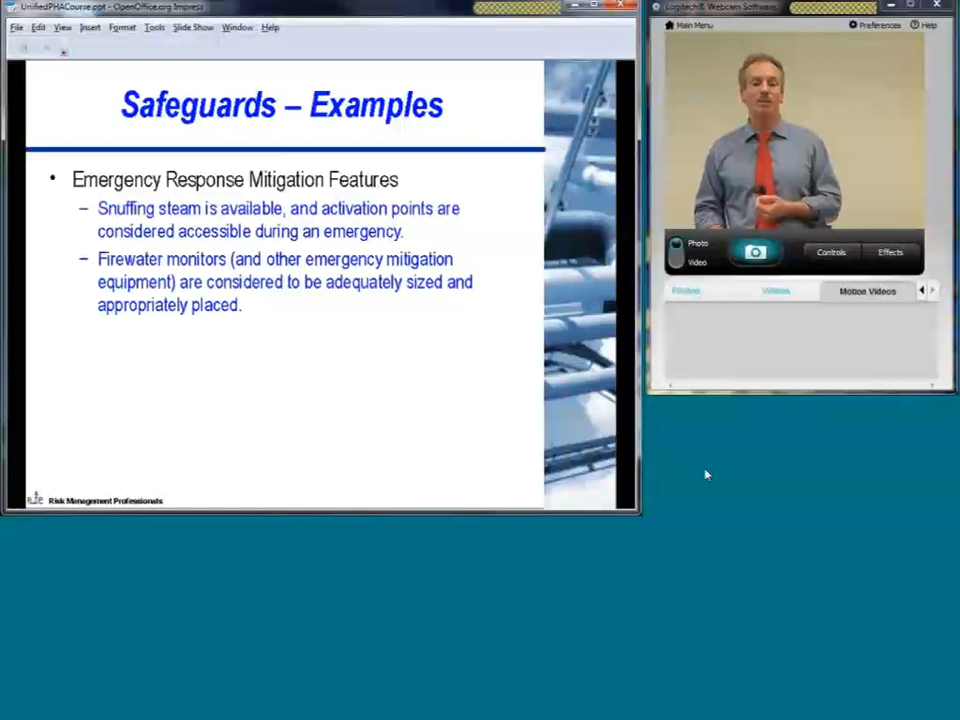 UnifiedPHACourse.ppt - OpenOffice.org Impress
File Edit View Insert Format Tools Slide Show Window Help
Safeguards – Examples
• Emergency Response Mitigation Features
– Snuffing steam is available, and activation points are
considered accessible during an emergency.
– Firewater monitors (and other emergency mitigation
equipment) are considered to be adequately sized and
appropriately placed.
Risk Management Professionals
Logitech® Webcam Software
Main Menu Preferences Help
Photo
Video
Controls Effects
Photos Videos Motion Videos